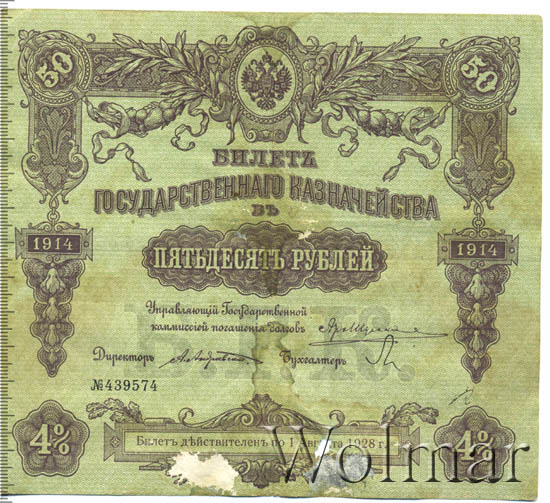 50 50
БИЛЕТЪ
ГОСУДАРСТВЕННАГО КАЗНАЧЕЙСТВА
ВЪ
1914 1914
ПЯТЬДЕСЯТЪ РУБЛЕЙ
Управляющій Государственной
коммиссіей погашенія долговъ
Директоръ Бухгалтеръ
№439574
4% 4%
Билетъ дѣйствителенъ по 1 Августа 1928 г.
Wolmar